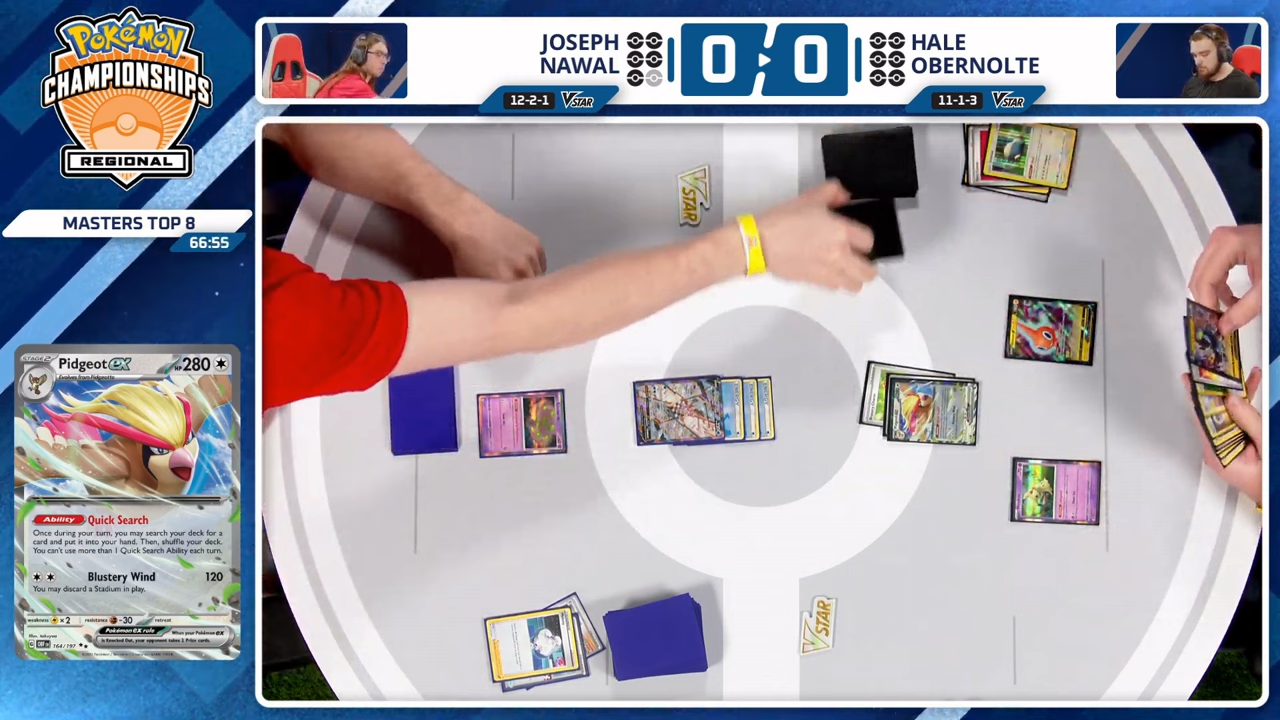 Pokémon
CHAMPIONSHIPS
REGIONAL
MASTERS TOP 8
66:55
JOSEPH
NAWAL
12-2-1 VSTAR
0 0
HALE
OBERNOLTE
11-1-3 VSTAR
VSTAR
VSTAR
STAGE 2
Pidgeot ex HP 280
Evolves from Pidgeotto
Ability Quick Search
Once during your turn, you may search your deck for a
card and put it into your hand. Then, shuffle your deck.
You can't use more than 1 Quick Search Ability each turn.
Blustery Wind 120
You may discard a Stadium in play.
weakness ×2 resistance -30 retreat
Pokémon ex rule
When your Pokémon ex
is Knocked Out, your opponent takes 2 Prize cards.
164/197